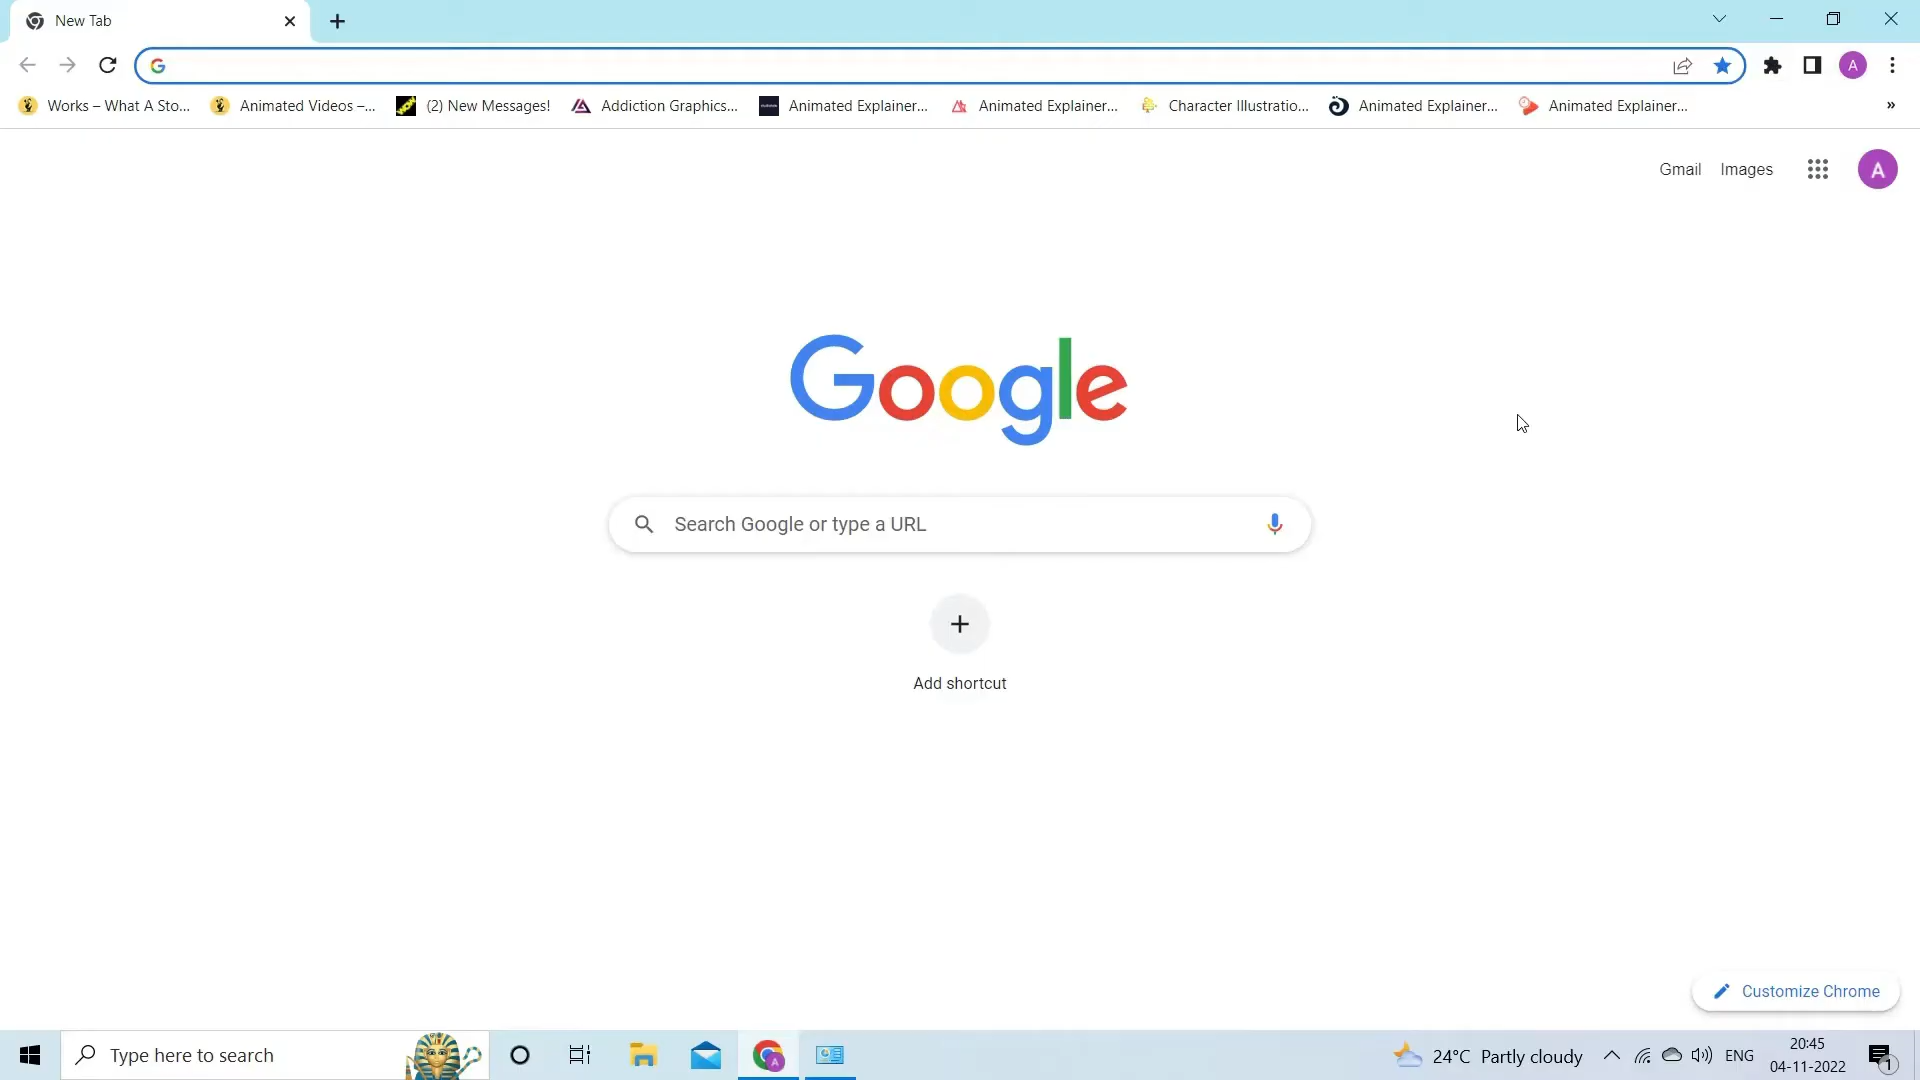 New Tab
Works – What A Sto... Animated Videos –... (2) New Messages! Addiction Graphics... Animated Explainer... Animated Explainer... Character Illustratio... Animated Explainer... Animated Explainer... »
A
Gmail Images A
Google
Search Google or type a URL
Add shortcut
Customize Chrome
Type here to search
A
24°C Partly cloudy ENG
20:45
04-11-2022
1